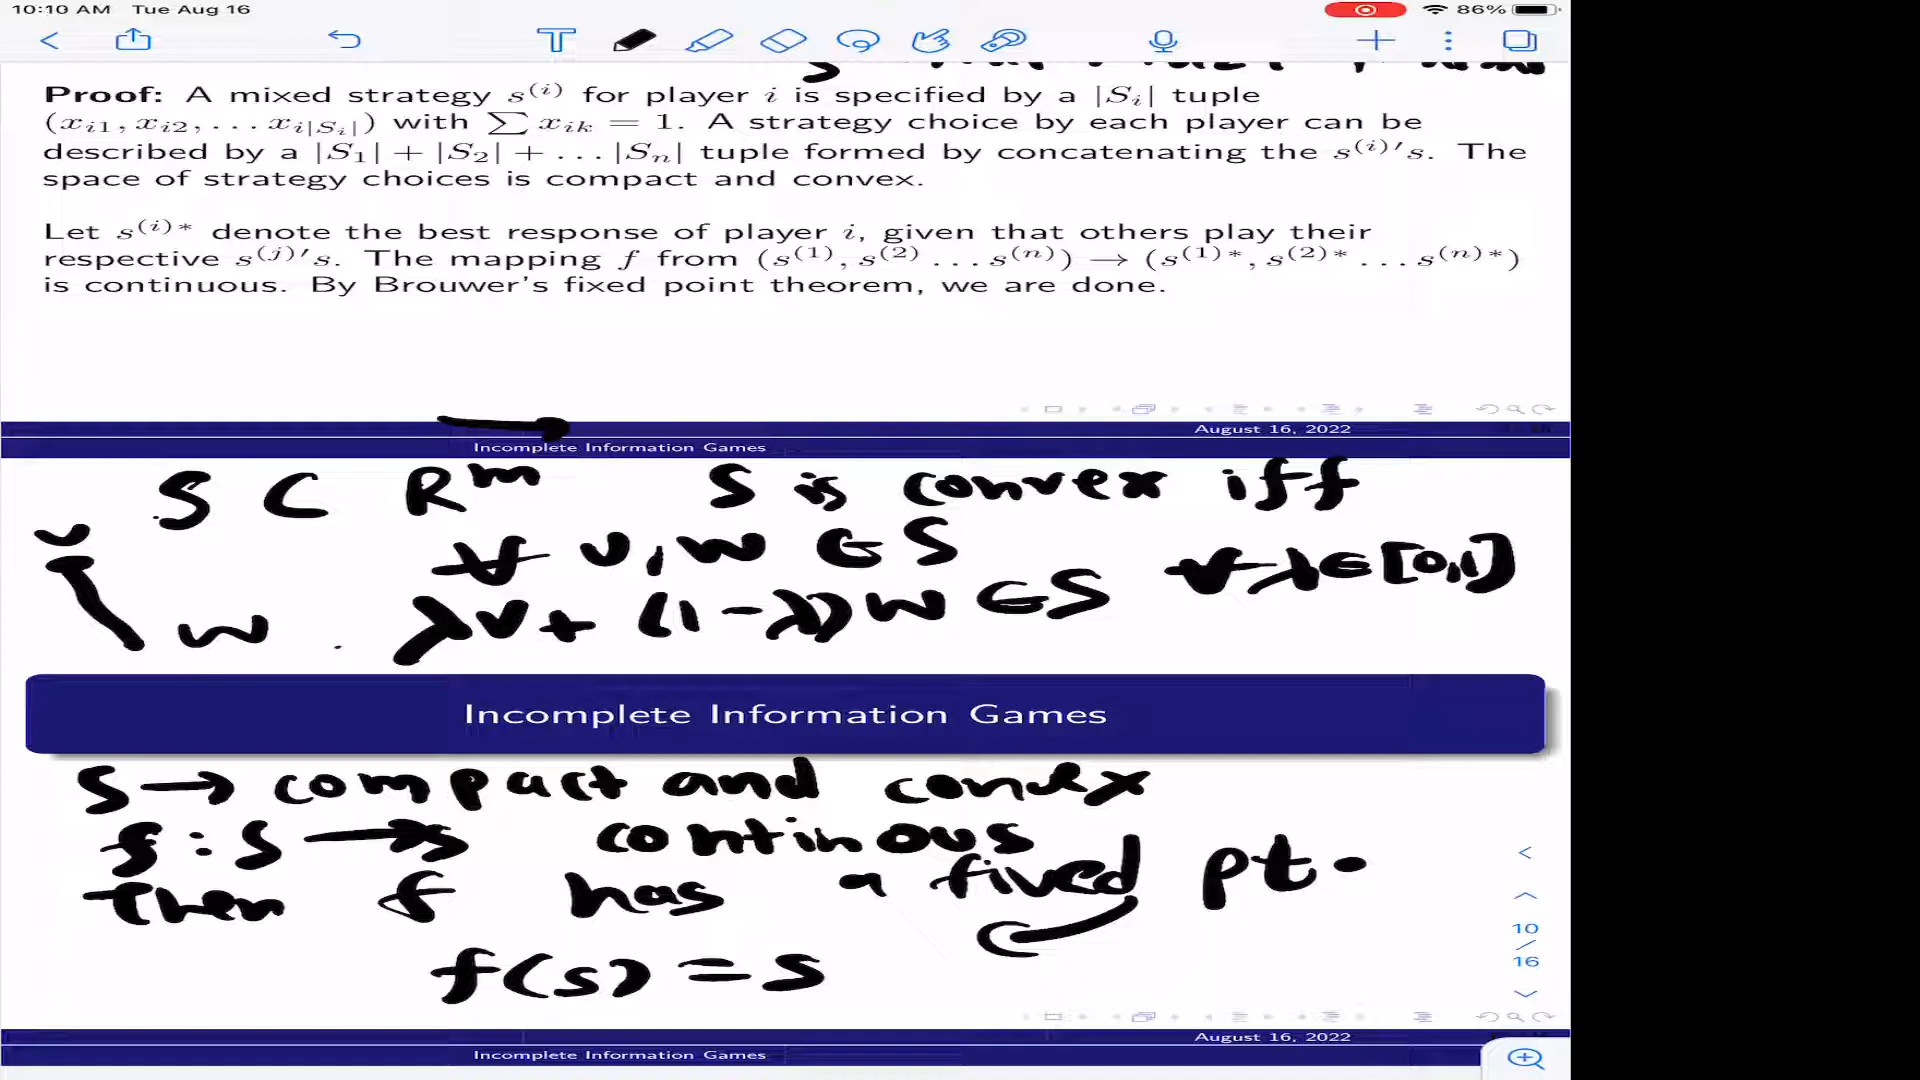 10:10 AM Tue Aug 16
86%
Proof: A mixed strategy s^(i) for player i is specified by a |S_i| tuple
(x_i1, x_i2, ... x_i|S_i|) with ∑ x_ik = 1. A strategy choice by each player can be
described by a |S_1| + |S_2| + ... |S_n| tuple formed by concatenating the s^(i)'s. The
space of strategy choices is compact and convex.
Let s^(i)* denote the best response of player i, given that others play their
respective s^(j)'s. The mapping f from (s^(1), s^(2) ... s^(n)) → (s^(1)*, s^(2)* ... s^(n)*)
is continuous. By Brouwer's fixed point theorem, we are done.
August 16, 2022
Incomplete Information Games
S ⊂ R^m S is convex iff
v
∀ v, w ∈ S ∀ λ ∈ [0,1]
w λv + (1-λ)w ∈ S
Incomplete Information Games
S → compact and convex
f : S → S continous
Then f has a fixed pt.
f(s) = s
10
/
16
August 16, 2022
Incomplete Information Games